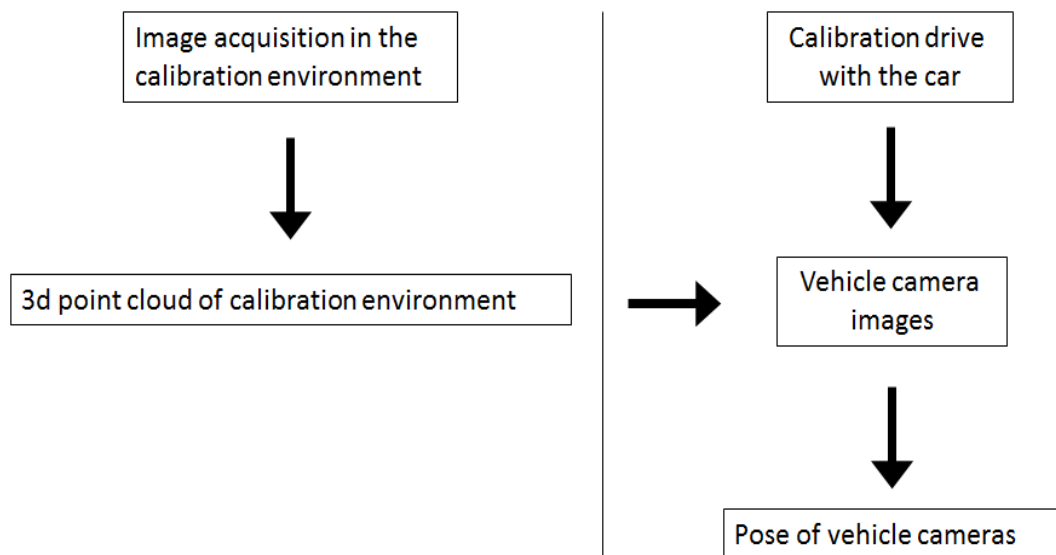 Image acquisition in the
calibration environment
3d point cloud of calibration environment
Calibration drive
with the car
Vehicle camera
images
Pose of vehicle cameras